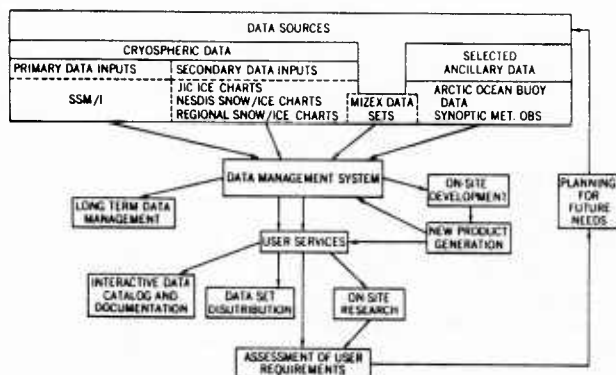 DATA SOURCES
CRYOSPHERIC DATA
PRIMARY DATA INPUTS
SECONDARY DATA INPUTS
SSM/I
JIC ICE CHARTS
NESDIS SNOW/ICE CHARTS
REGIONAL SNOW/ICE CHARTS
MIZEX DATA
SETS
SELECTED
ANCILLARY DATA
ARCTIC OCEAN BUOY
DATA
SYNOPTIC MET. OBS
DATA MANAGEMENT SYSTEM
LONG TERM DATA
MANAGEMENT
ON-SITE
DEVELOPMENT
PLANNING
FOR
FUTURE
NEEDS
USER SERVICES
NEW PRODUCT
GENERATION
INTERACTIVE DATA
CATALOG AND
DOCUMENTATION
DATA SET
DISUTRIBUTION
ON SITE
RESEARCH
ASSESSMENT OF USER
REQUIREMENTS